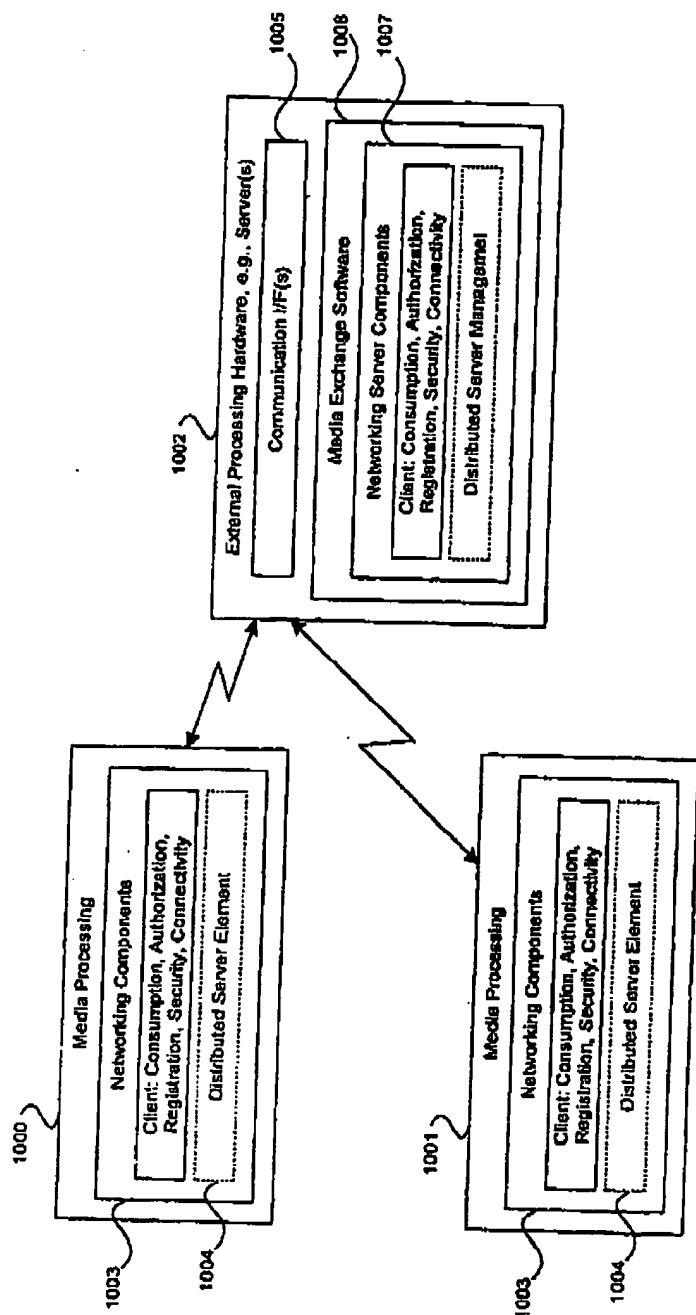 1000
Media Processing
Networking Components
Client: Consumption, Authorization,
Registration, Security, Connectivity
Distributed Server Element
1003
1004
1002
External Processing Hardware, e.g., Server(s)
1005
Communication I/F(s)
1008
Media Exchange Software
1007
Networking Server Components
Client: Consumption, Authorization,
Registration, Security, Connectivity
Distributed Server Managemel
1001
Media Processing
Networking Components
Client: Consumption, Authorization,
Registration, Security, Connectivity
Distributed Server Element
1003
1004